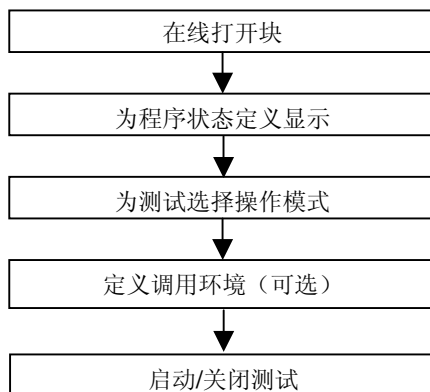 在线打开块
为程序状态定义显示
为测试选择操作模式
定义调用环境（可选）
启动/关闭测试